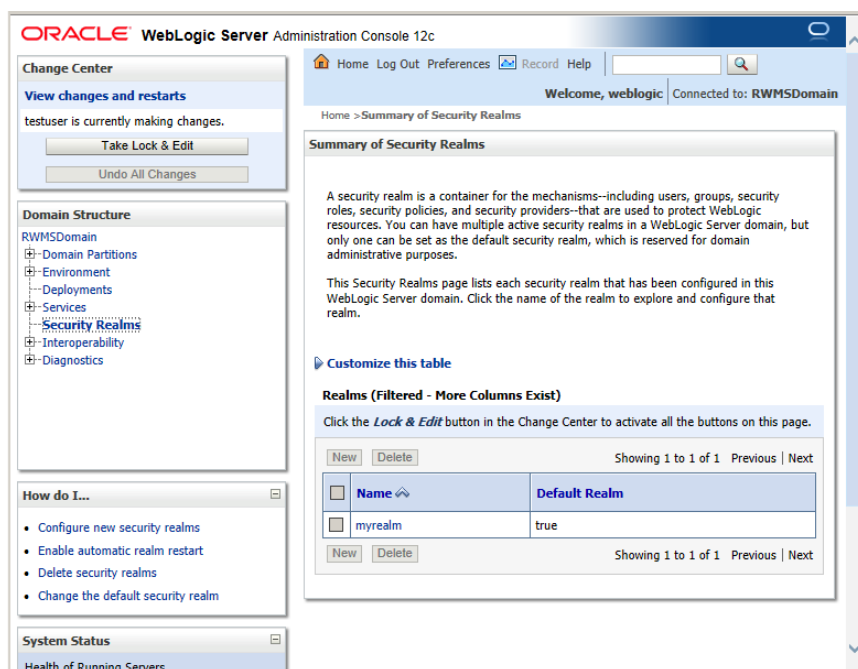 ORACLE WebLogic Server Administration Console 12c
Change Center
View changes and restarts
testuser is currently making changes.
Take Lock & Edit
Undo All Changes
Domain Structure
RWMSDomain
Domain Partitions
Environment
Deployments
Services
Security Realms
Interoperability
Diagnostics
How do I...
Configure new security realms
Enable automatic realm restart
Delete security realms
Change the default security realm
System Status
Health of Running Servers
Home Log Out Preferences Record Help
Welcome, weblogic Connected to: RWMSDomain
Home >Summary of Security Realms
Summary of Security Realms
A security realm is a container for the mechanisms--including users, groups, security
roles, security policies, and security providers--that are used to protect WebLogic
resources. You can have multiple active security realms in a WebLogic Server domain, but
only one can be set as the default security realm, which is reserved for domain
administrative purposes.
This Security Realms page lists each security realm that has been configured in this
WebLogic Server domain. Click the name of the realm to explore and configure that
realm.
Customize this table
Realms (Filtered - More Columns Exist)
Click the Lock & Edit button in the Change Center to activate all the buttons on this page.
New Delete Showing 1 to 1 of 1 Previous | Next
Name Default Realm
myrealm true
New Delete Showing 1 to 1 of 1 Previous | Next